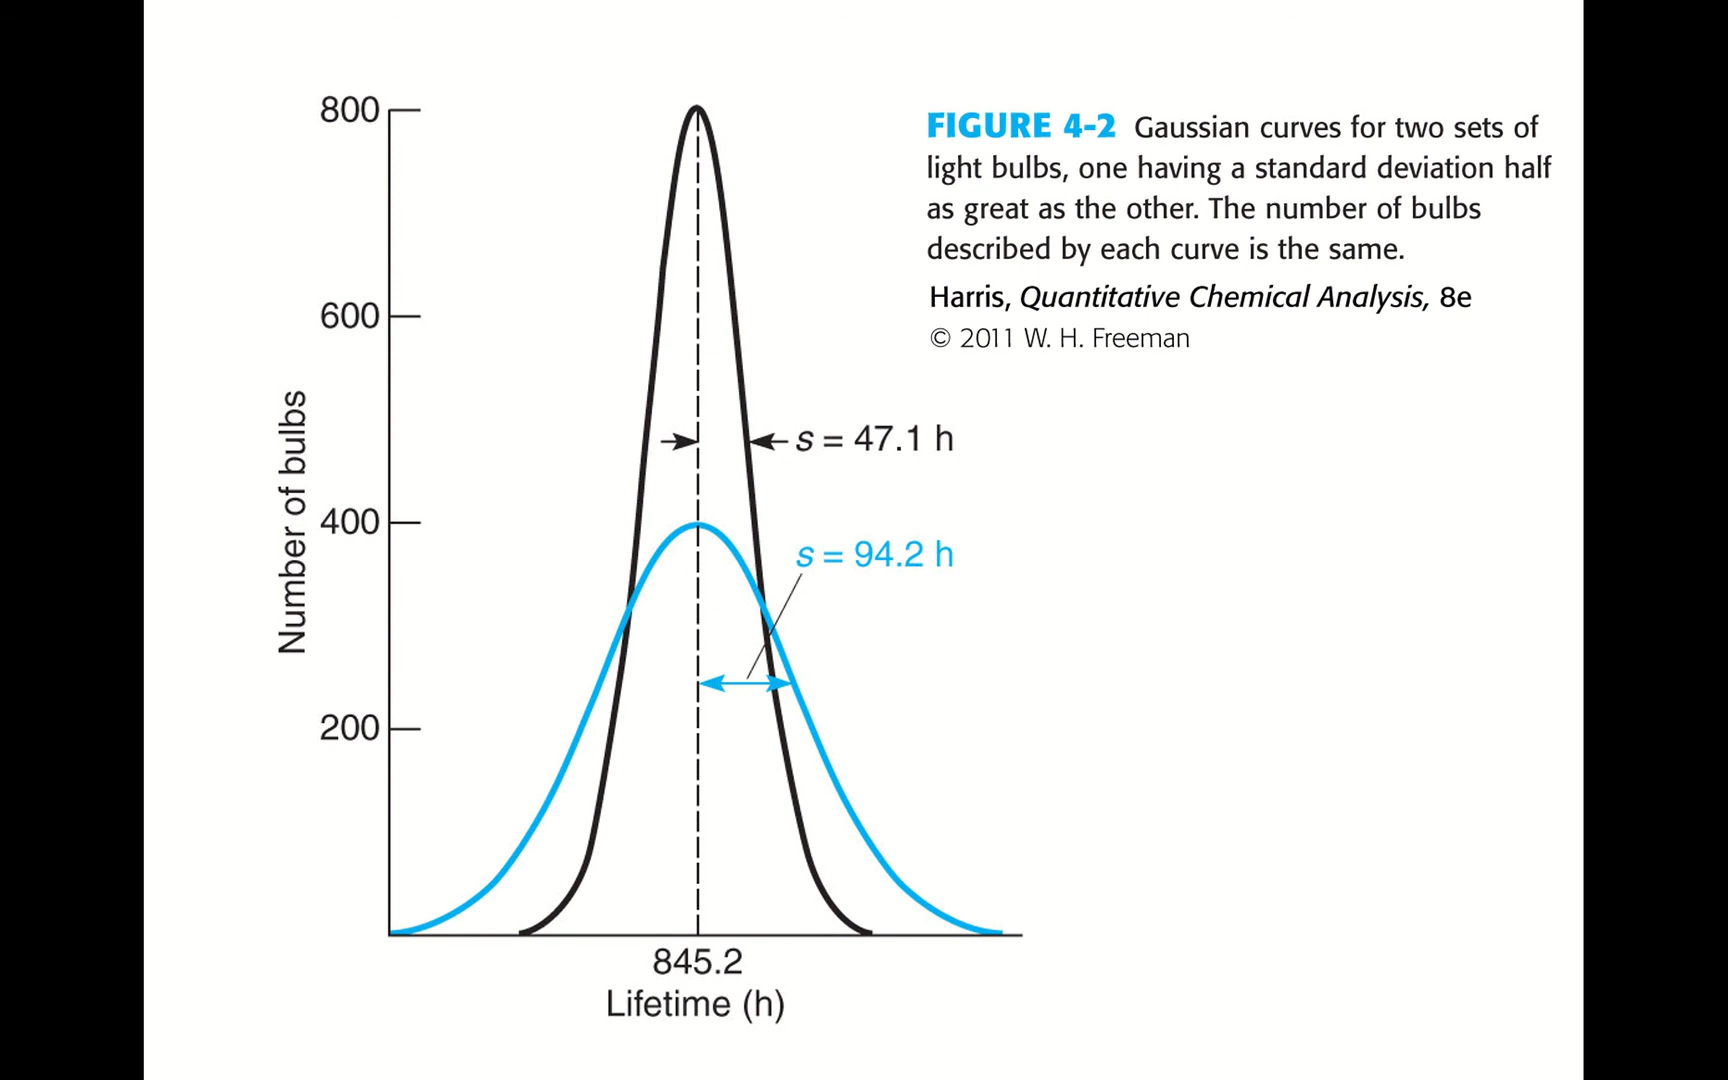 800
600
400
200
Number of bulbs
s = 47.1 h
s = 94.2 h
845.2
Lifetime (h)
FIGURE 4-2 Gaussian curves for two sets of
light bulbs, one having a standard deviation half
as great as the other. The number of bulbs
described by each curve is the same.
Harris, Quantitative Chemical Analysis, 8e
© 2011 W. H. Freeman